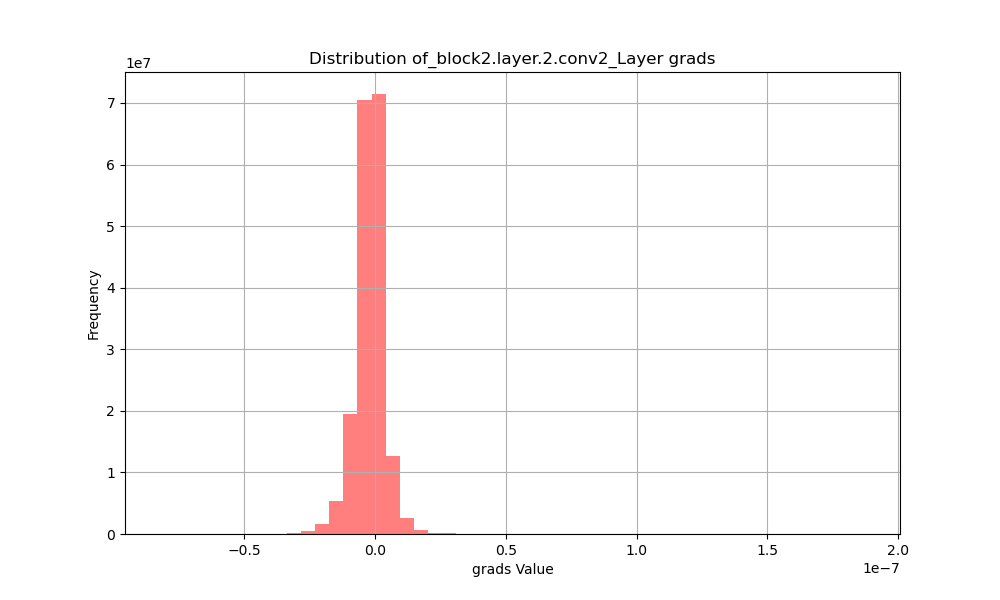 Distribution of_block2.layer.2.conv2_Layer grads
1e7
7
6
5
4
3
2
1
0
Frequency
−0.5 0.0 0.5 1.0 1.5 2.0
1e−7
grads Value